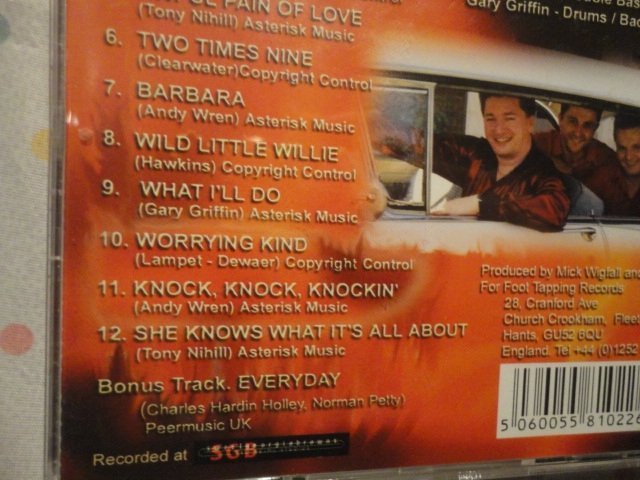 PAIN OF LOVE
(Tony Nihill) Asterisk Music
6. TWO TIMES NINE
(Clearwater)Copyright Control
7. BARBARA
(Andy Wren) Asterisk Music
8. WILD LITTLE WILLIE
(Hawkins) Copyright Control
9. WHAT I'LL DO
(Gary Griffin) Asterisk Music
10. WORRYING KIND
(Lampet - Dewaer) Copyright Control
11. KNOCK, KNOCK, KNOCKIN'
(Andy Wren) Asterisk Music
12. SHE KNOWS WHAT IT'S ALL ABOUT
(Tony Nihill) Asterisk Music
Bonus Track. EVERYDAY
(Charles Hardin Holley, Norman Petty)
Peermusic UK
Recorded at SGB
Gary Griffin - Drums / Bac
Produced by Mick Wigfall and
For Foot Tapping Records
28, Cranford Ave
Church Crookham, Fleet
Hants, GU52 6QU
England. Tel +44 (0)1252
5 060055 810226